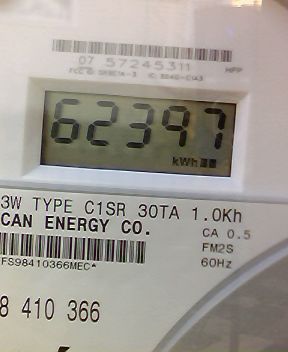 07 57245311
HPP
62397
kWh
3W TYPE C1SR 30TA 1.0Kh
CAN ENERGY CO.
CA 0.5
FM2S
FS98410366MEC*
60Hz
8 410 366